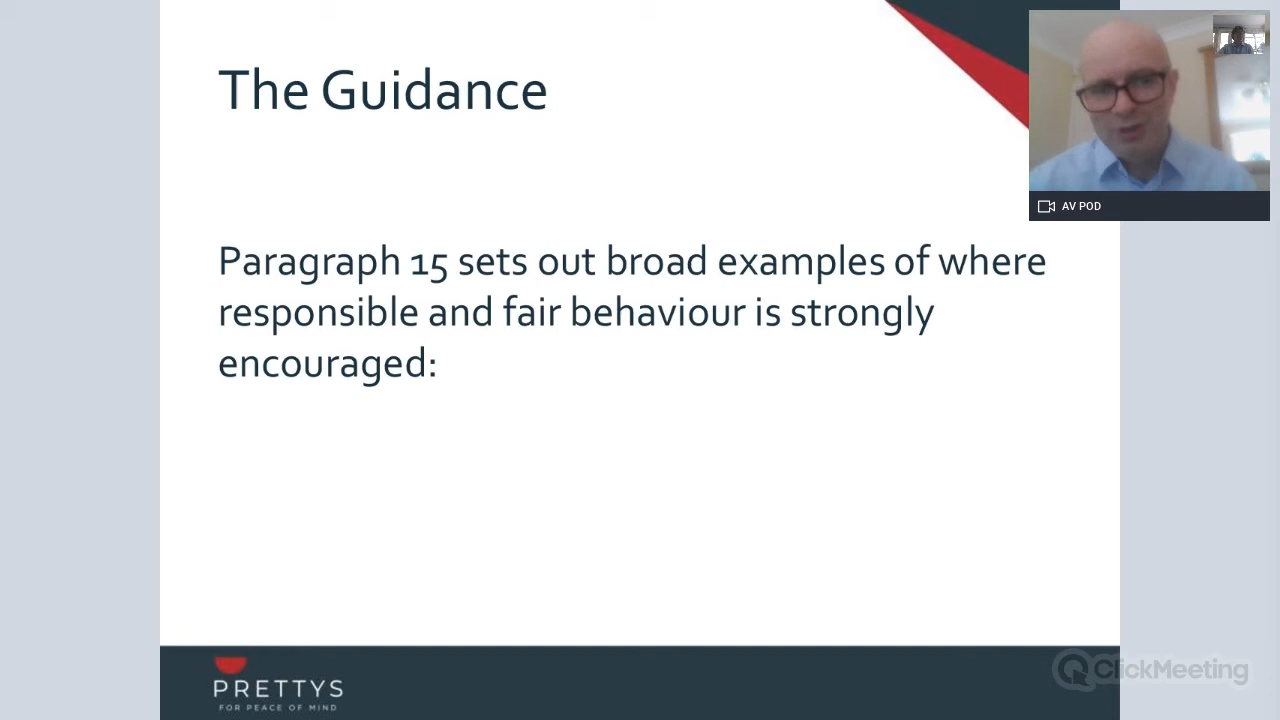 The Guidance
AV POD
Paragraph 15 sets out broad examples of where
responsible and fair behaviour is strongly
encouraged:
PRETTYS
FOR PEACE OF MIND
ClickMeeting